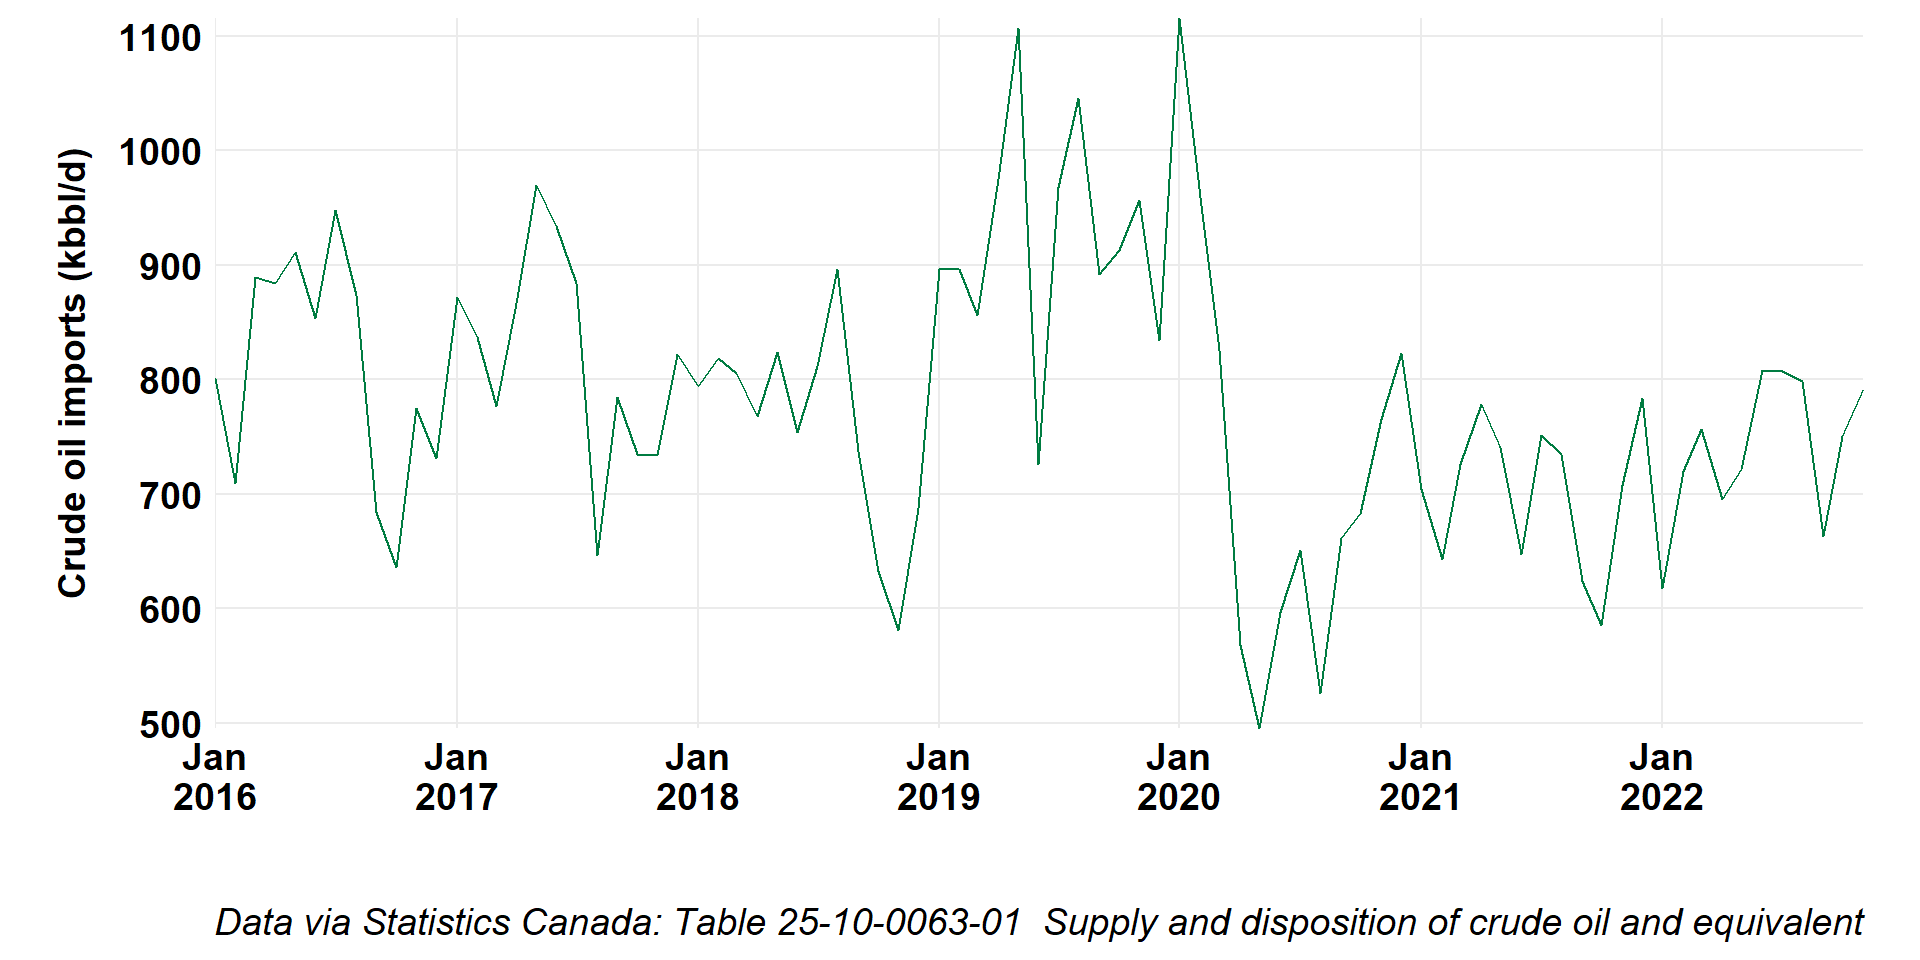 Crude oil imports (kbbl/d)
1100
1000
900
800
700
600
500
Jan Jan Jan Jan Jan Jan Jan
2016 2017 2018 2019 2020 2021 2022
Data via Statistics Canada: Table 25-10-0063-01  Supply and disposition of crude oil and equivalent